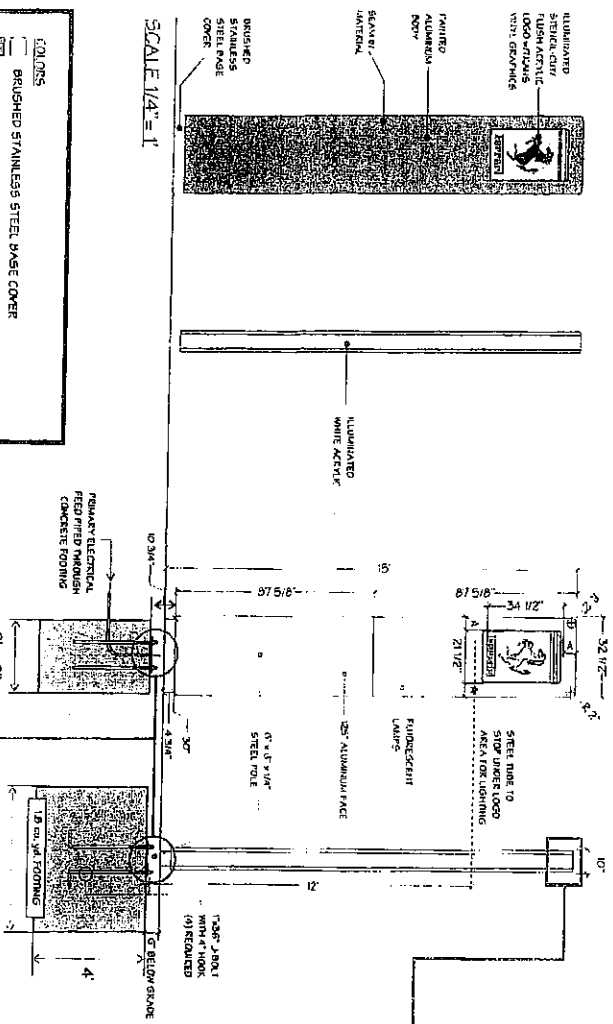 ILLUMINATED
STENCIL-CUT/
FLUSH ACRYLIC
LOGO W/TRANS
VINYL GRAPHICS
PAINTED
ALUMINUM
BODY
MATERIAL
BRUSHED
STAINLESS
STEEL BASE
COVER
SCALE 1/4" = 1'
COLORS
BRUSHED STAINLESS STEEL BASE COVER
ILLUMINATED
WHITE ACRYLIC
PRIMARY ELECTRICAL
FEED PIPED THROUGH
CONCRETE FOOTING
10 3/4"
15'
87 5/8"
87 5/8"
34 1/2"
32 1/2"
21 1/2"
A
A
STEEL TUBE TO
STOP UNDER LOGO
AREA FOR LIGHTING
FLUORESCENT
LAMPS
.125" ALUMINUM FACE
STEEL POLE
30"
4 3/4"
10"
12'
1"x36" J-BOLT
WITH 4" HOOK
(4) REQUIRED
6" BELOW GRADE
1.8 cu. yd. FOOTING
4'